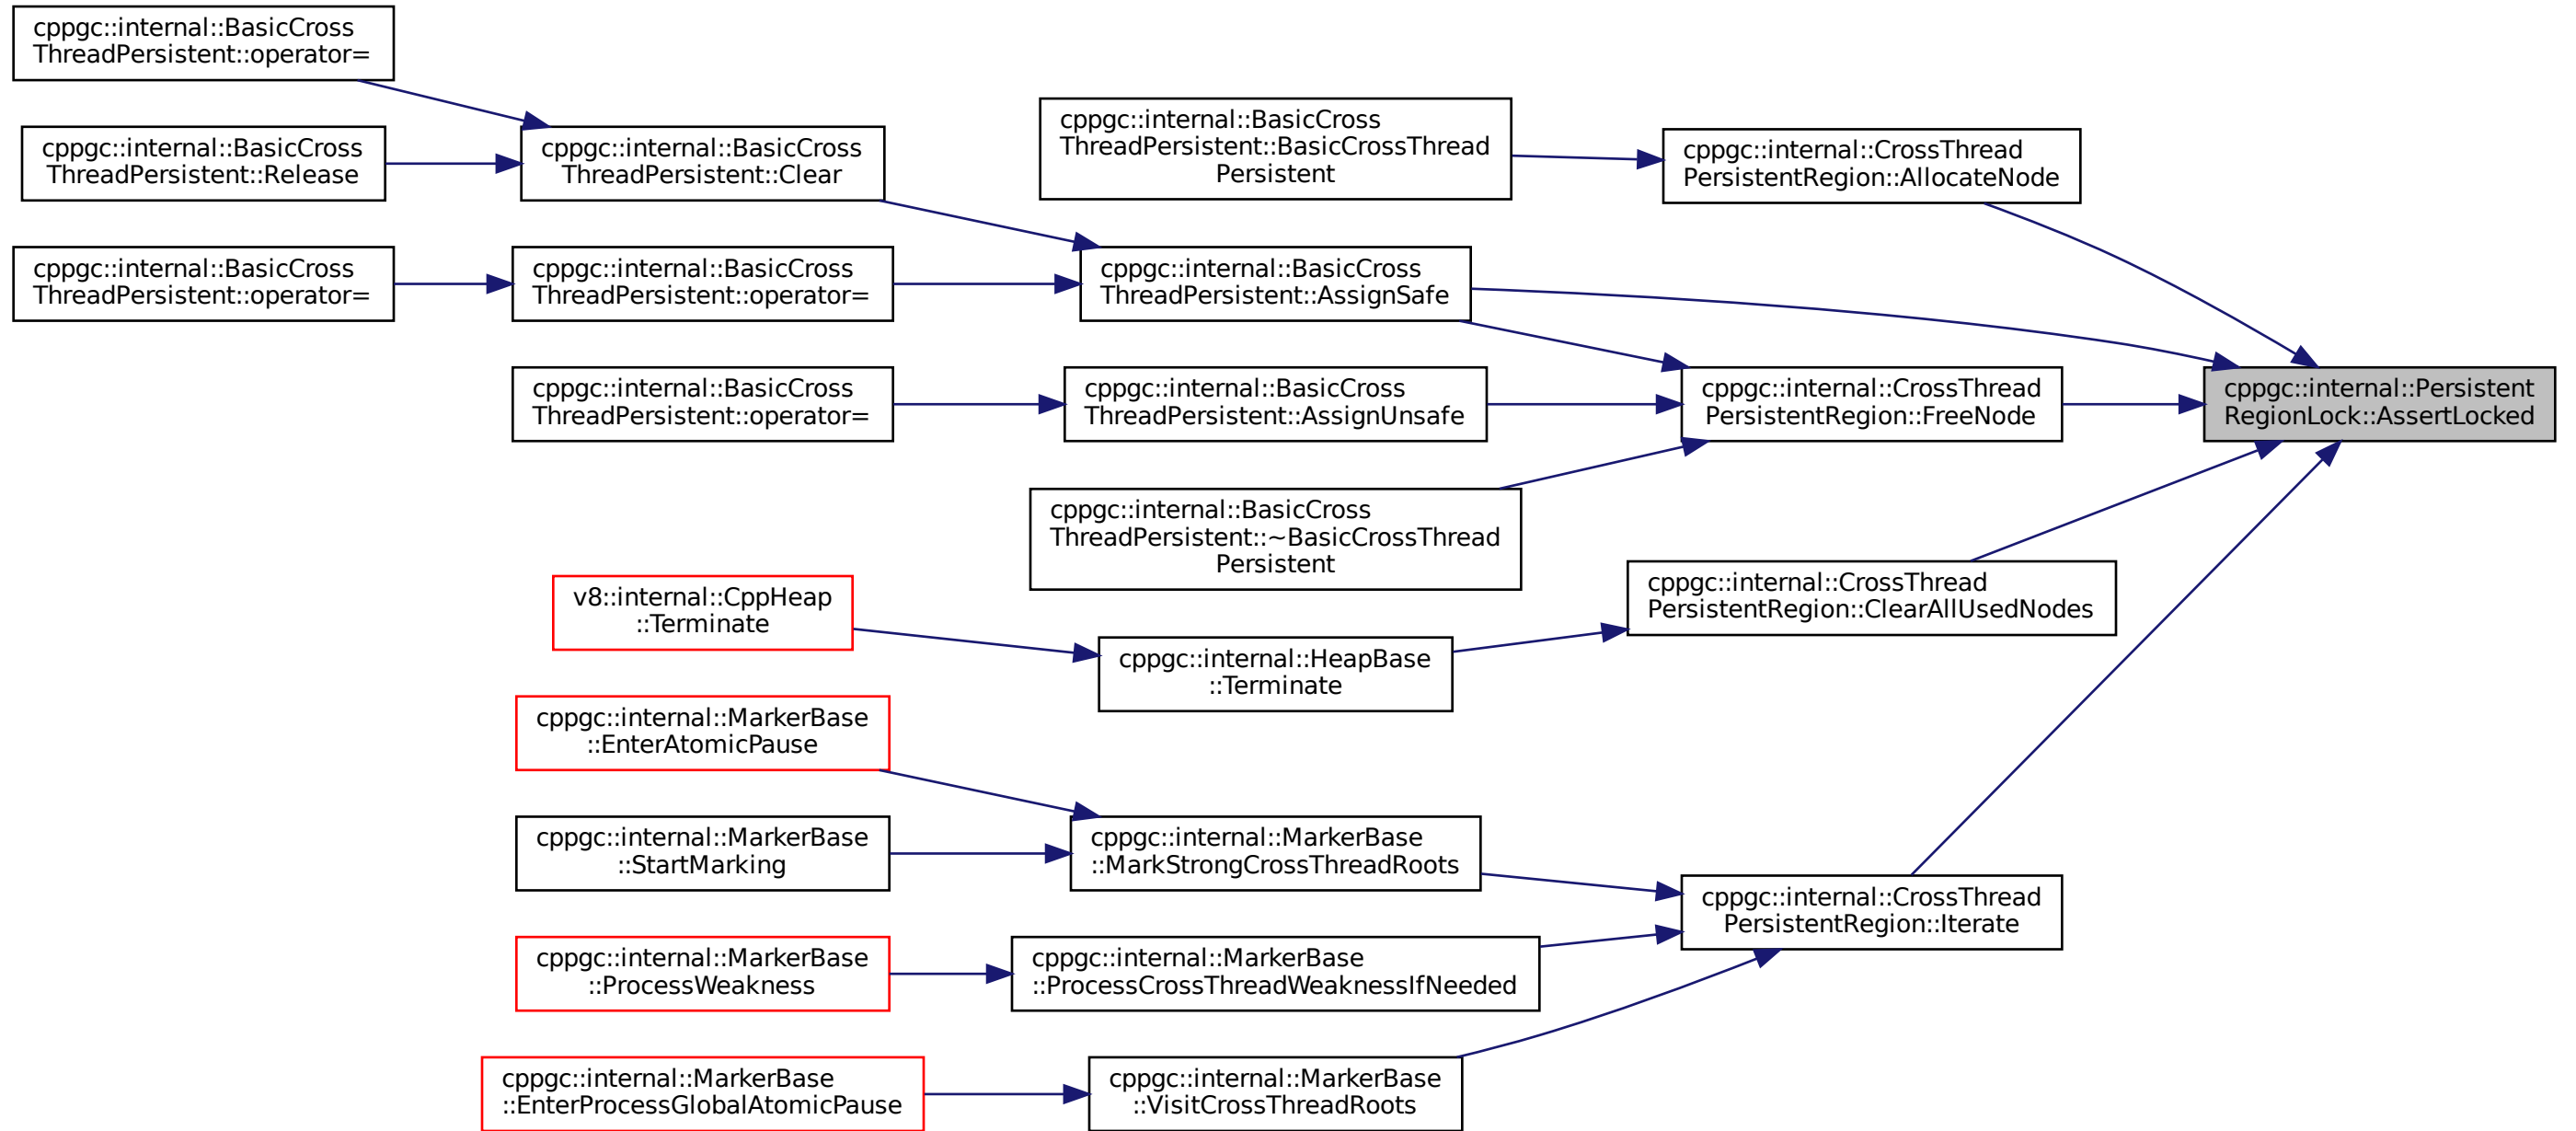 cppgc::internal::BasicCross
ThreadPersistent::operator=
cppgc::internal::BasicCross
ThreadPersistent::Release
cppgc::internal::BasicCross
ThreadPersistent::operator=
cppgc::internal::BasicCross
ThreadPersistent::Clear
cppgc::internal::BasicCross
ThreadPersistent::operator=
cppgc::internal::BasicCross
ThreadPersistent::operator=
v8::internal::CppHeap
::Terminate
cppgc::internal::MarkerBase
::EnterAtomicPause
cppgc::internal::MarkerBase
::StartMarking
cppgc::internal::MarkerBase
::ProcessWeakness
cppgc::internal::MarkerBase
::EnterProcessGlobalAtomicPause
cppgc::internal::BasicCross
ThreadPersistent::BasicCrossThread
Persistent
cppgc::internal::BasicCross
ThreadPersistent::AssignSafe
cppgc::internal::BasicCross
ThreadPersistent::AssignUnsafe
cppgc::internal::BasicCross
ThreadPersistent::~BasicCrossThread
Persistent
cppgc::internal::HeapBase
::Terminate
cppgc::internal::MarkerBase
::MarkStrongCrossThreadRoots
cppgc::internal::MarkerBase
::ProcessCrossThreadWeaknessIfNeeded
cppgc::internal::MarkerBase
::VisitCrossThreadRoots
cppgc::internal::CrossThread
PersistentRegion::AllocateNode
cppgc::internal::CrossThread
PersistentRegion::FreeNode
cppgc::internal::CrossThread
PersistentRegion::ClearAllUsedNodes
cppgc::internal::CrossThread
PersistentRegion::Iterate
cppgc::internal::Persistent
RegionLock::AssertLocked